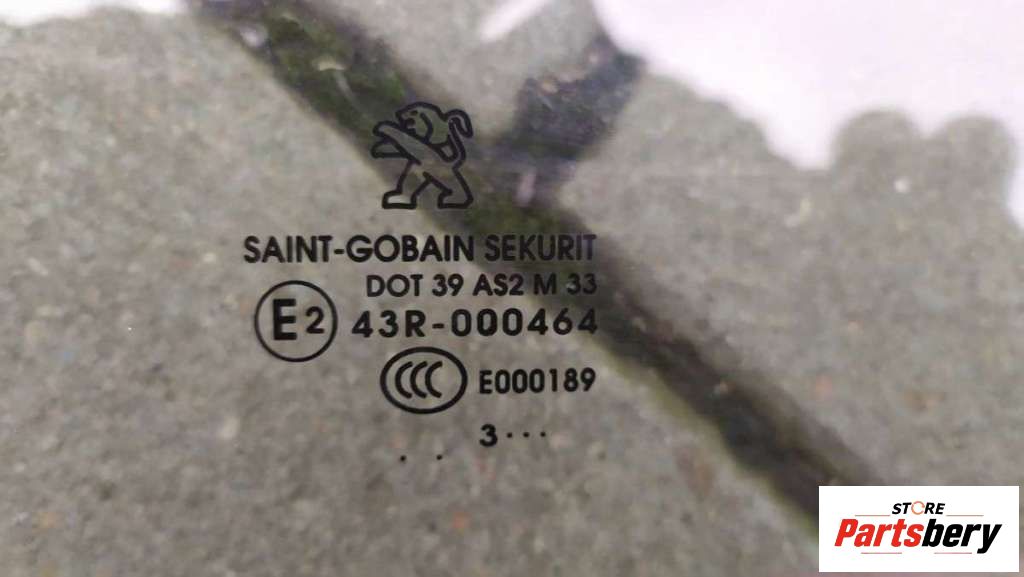 SAINT-GOBAIN SEKURIT
DOT 39 AS2 M 33
E2 43R-000464
CCC E000189
3···
. .
STORE
Partsbery